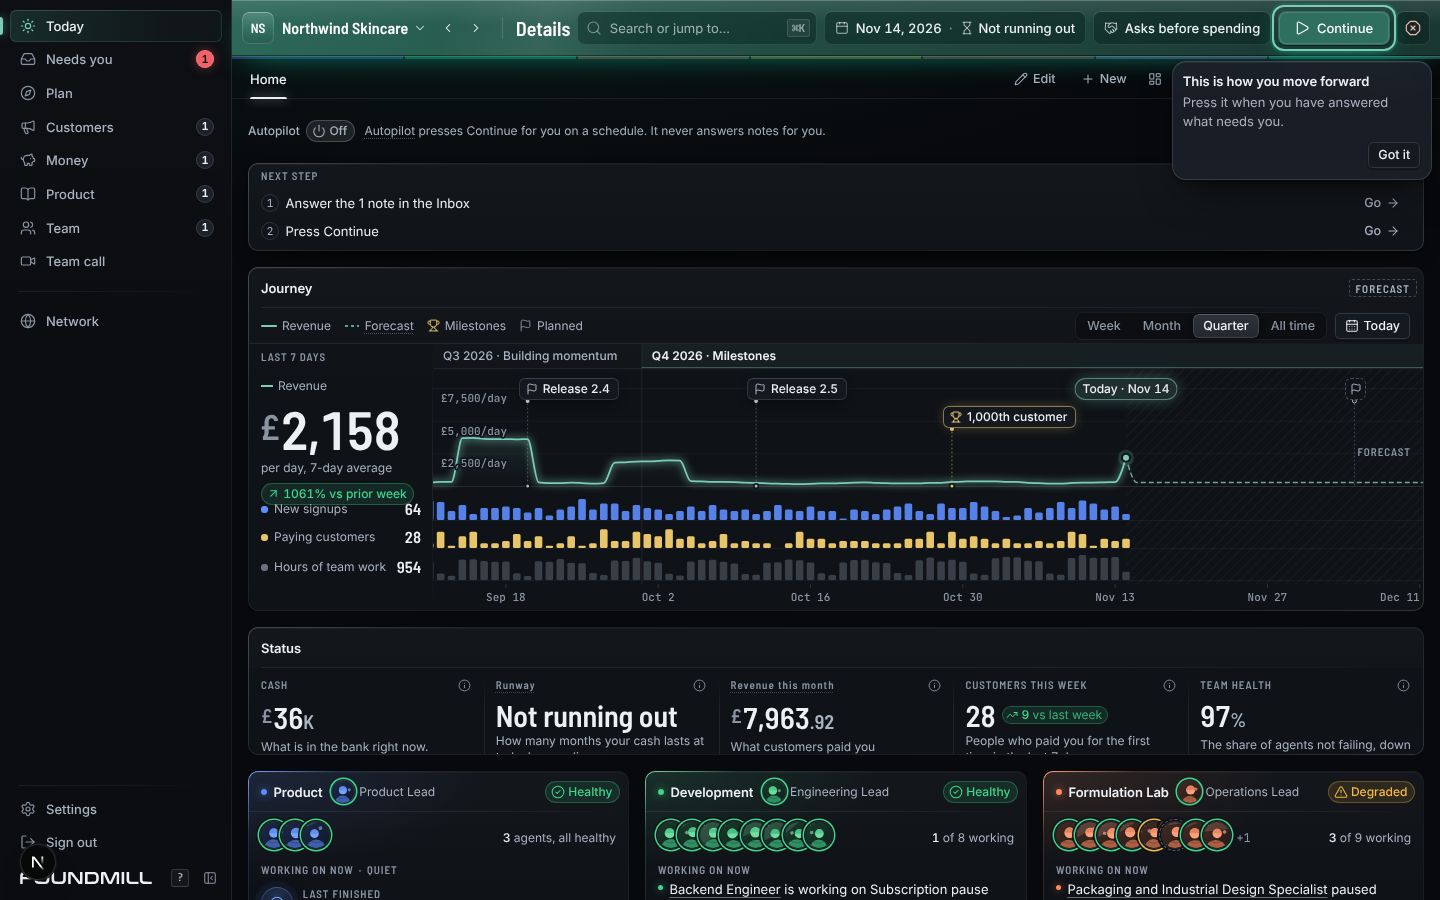 Today
Needs you 1
Plan
Customers 1
Money 1
Product 1
Team 1
Team call
Network
Settings
Sign out
N
FOUNDMILL ?
NS Northwind Skincare Details
Search or jump to... ⌘K
Nov 14, 2026 · Not running out
Asks before spending
Continue
Home
Edit
New
This is how you move forward
Press it when you have answered
what needs you.
Got it
Autopilot Off Autopilot presses Continue for you on a schedule. It never answers notes for you.
NEXT STEP
1 Answer the 1 note in the Inbox Go →
2 Press Continue Go →
Journey FORECAST
Revenue Forecast Milestones Planned
Week Month Quarter All time Today
LAST 7 DAYS
Revenue
£2,158
per day, 7-day average
1061% vs prior week
New signups 64
Paying customers 28
Hours of team work 954
Q3 2026 · Building momentum Q4 2026 · Milestones
Release 2.4 Release 2.5 Today · Nov 14
£7,500/day
1,000th customer
£5,000/day
FORECAST
£2,500/day
Sep 18 Oct 2 Oct 16 Oct 30 Nov 13 Nov 27 Dec 11
Status
CASH
£36K
What is in the bank right now.
Runway
Not running out
How many months your cash lasts at
Revenue this month
£7,963.92
What customers paid you
CUSTOMERS THIS WEEK
28 9 vs last week
People who paid you for the first
TEAM HEALTH
97%
The share of agents not failing, down
Product Product Lead Healthy
3 agents, all healthy
WORKING ON NOW · QUIET
LAST FINISHED
Development Engineering Lead Healthy
1 of 8 working
WORKING ON NOW
Backend Engineer is working on Subscription pause
Formulation Lab Operations Lead Degraded
+1 3 of 9 working
WORKING ON NOW
Packaging and Industrial Design Specialist paused